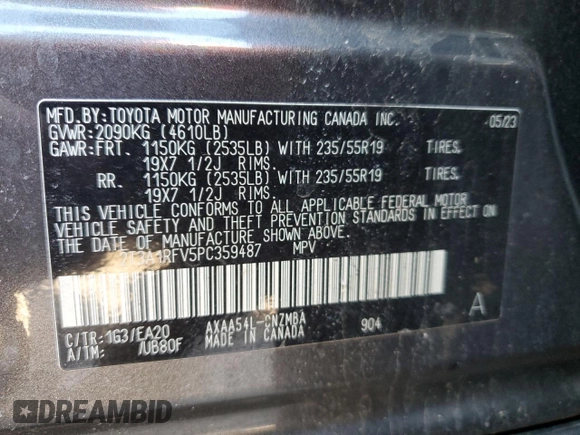 MFD.BY:TOYOTA MOTOR MANUFACTURING CANADA INC. 05/23
GVWR:2090KG (4610LB)
GAWR:FRT. 1150KG (2535LB) WITH 235/55R19 TIRES.
19X7 1/2J RIMS.
RR. 1150KG (2535LB) WITH 235/55R19 TIRES.
19X7 1/2J RIMS.
THIS VEHICLE CONFORMS TO ALL APPLICABLE FEDERAL MOTOR
VEHICLE SAFETY AND THEFT PREVENTION STANDARDS IN EFFECT ON
THE DATE OF MANUFACTURE SHOWN ABOVE.
MPV
A
C/TR:1G3/EA20 AXAA54L-
A/TM: /UB80F MADE IN CANADA 904
DREAMBID